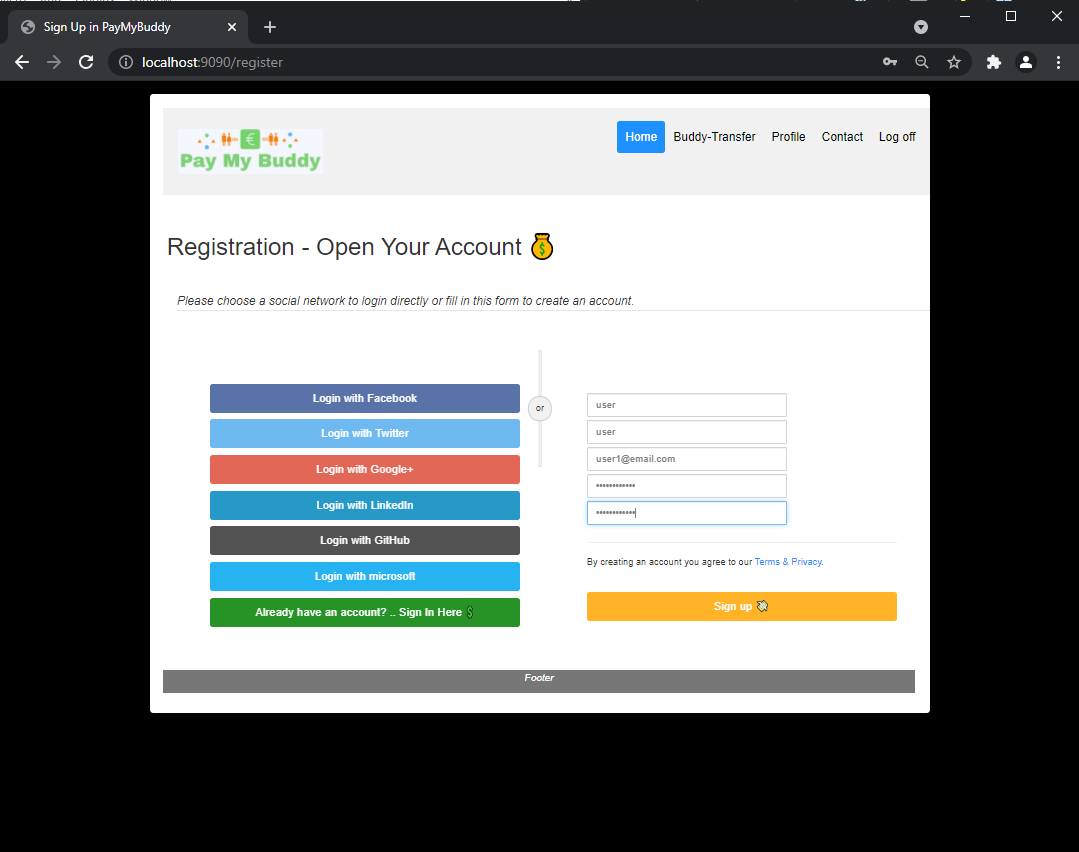 Sign Up in PayMyBuddy
localhost:9090/register
€
Pay My Buddy
Home Buddy-Transfer Profile Contact Log off
Registration - Open Your Account 💰
Please choose a social network to login directly or fill in this form to create an account.
Login with Facebook
Login with Twitter
Login with Google+
Login with LinkedIn
Login with GitHub
Login with microsoft
Already have an account? .. Sign In Here 💲
or
user
user
user1@email.com
••••••••••••
••••••••••••
By creating an account you agree to our Terms & Privacy.
Sign up
Footer